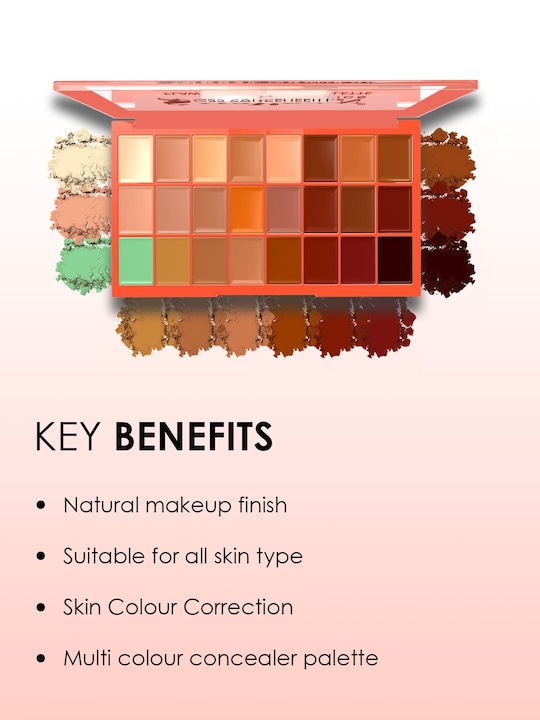 KEY BENEFITS
Natural makeup finish
Suitable for all skin type
Skin Colour Correction
Multi colour concealer palette